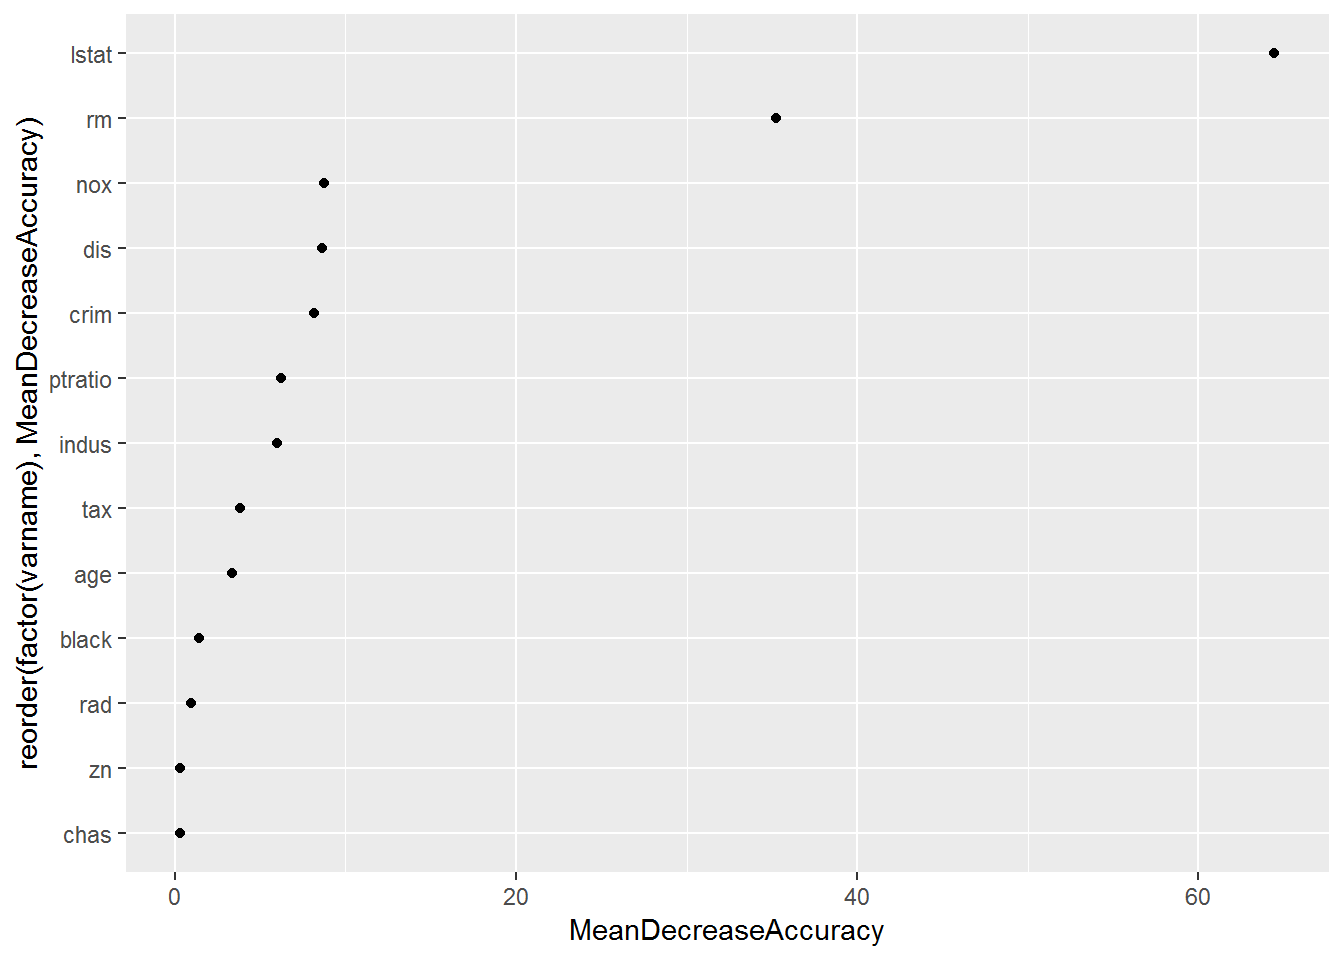 reorder(factor(varname), MeanDecreaseAccuracy)
lstat
rm
nox
dis
crim
ptratio
indus
tax
age
black
rad
zn
chas
0 20 40 60
MeanDecreaseAccuracy